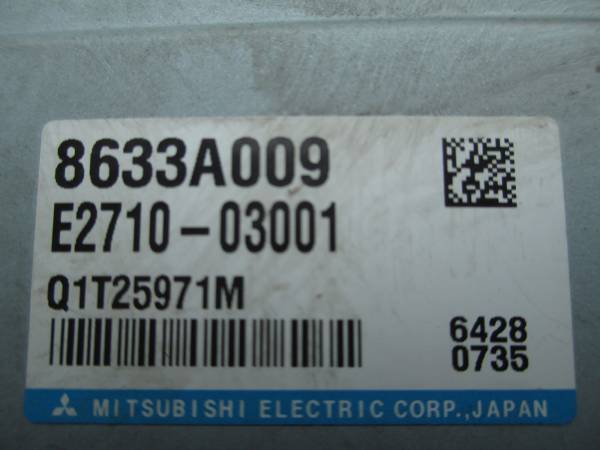 8633A009
E2710-03001
Q1T25971M
6428
0735
MITSUBISHI ELECTRIC CORP.,JAPAN